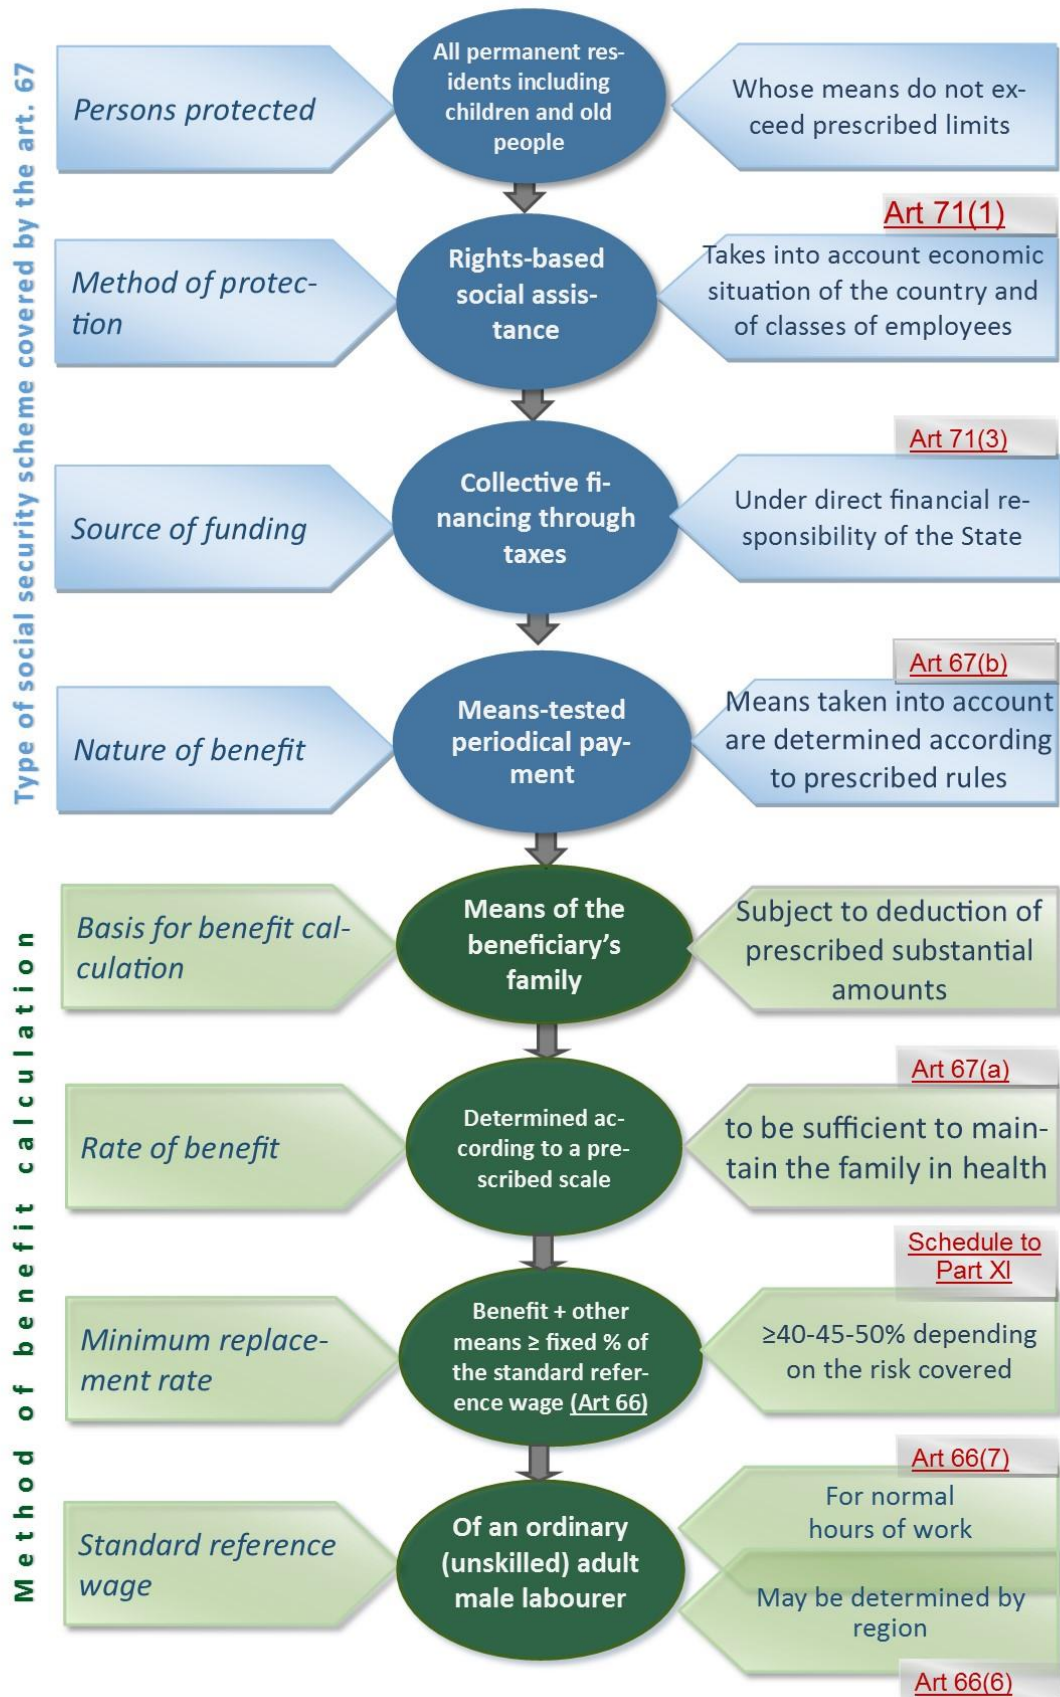 Type of social security scheme covered by the art. 67
Persons protected
All permanent res-
idents including
children and old
people
Whose means do not ex-
ceed prescribed limits
Method of protec-
tion
Rights-based
social assis-
tance
Art 71(1)
Takes into account economic
situation of the country and
of classes of employees
Source of funding
Collective fi-
nancing through
taxes
Art 71(3)
Under direct financial re-
sponsibility of the State
Nature of benefit
Means-tested
periodical pay-
ment
Art 67(b)
Means taken into account
are determined according
to prescribed rules
Method of benefit calculation
Basis for benefit cal-
culation
Means of the
beneficiary’s
family
Subject to deduction of
prescribed substantial
amounts
Rate of benefit
Determined ac-
cording to a pre-
scribed scale
Art 67(a)
to be sufficient to main-
tain the family in health
Minimum replace-
ment rate
Benefit + other
means ≥ fixed % of
the standard refer-
ence wage (Art 66)
Schedule to
Part XI
≥40-45-50% depending
on the risk covered
Standard reference
wage
Of an ordinary
(unskilled) adult
male labourer
Art 66(7)
For normal
hours of work
May be determined by
region
Art 66(6)